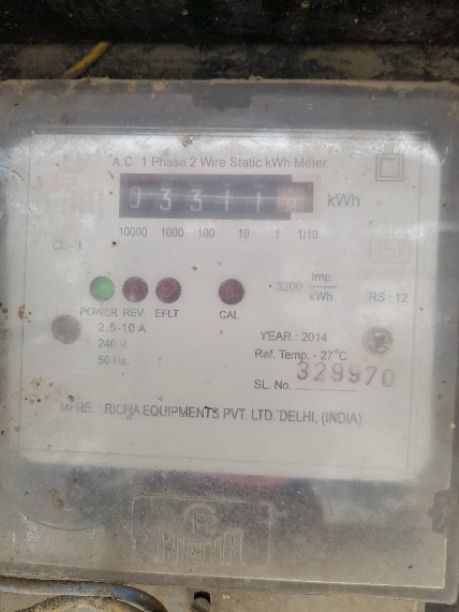 A.C. 1 Phase 2 Wire Static kWh Meter.
0 3 3 1 1 kWh
10000 1000 100 10 1 1/10
CL - 1
3200 Imp/kWh
POWER REV. EFLT CAL RS : 12
2.5-10 A
240 V.
50 Hz.
YEAR : 2014
Ref. Temp. - 27°C
SL. No. 329970
MFRS. : RICHA EQUIPMENTS PVT. LTD. DELHI, (INDIA)